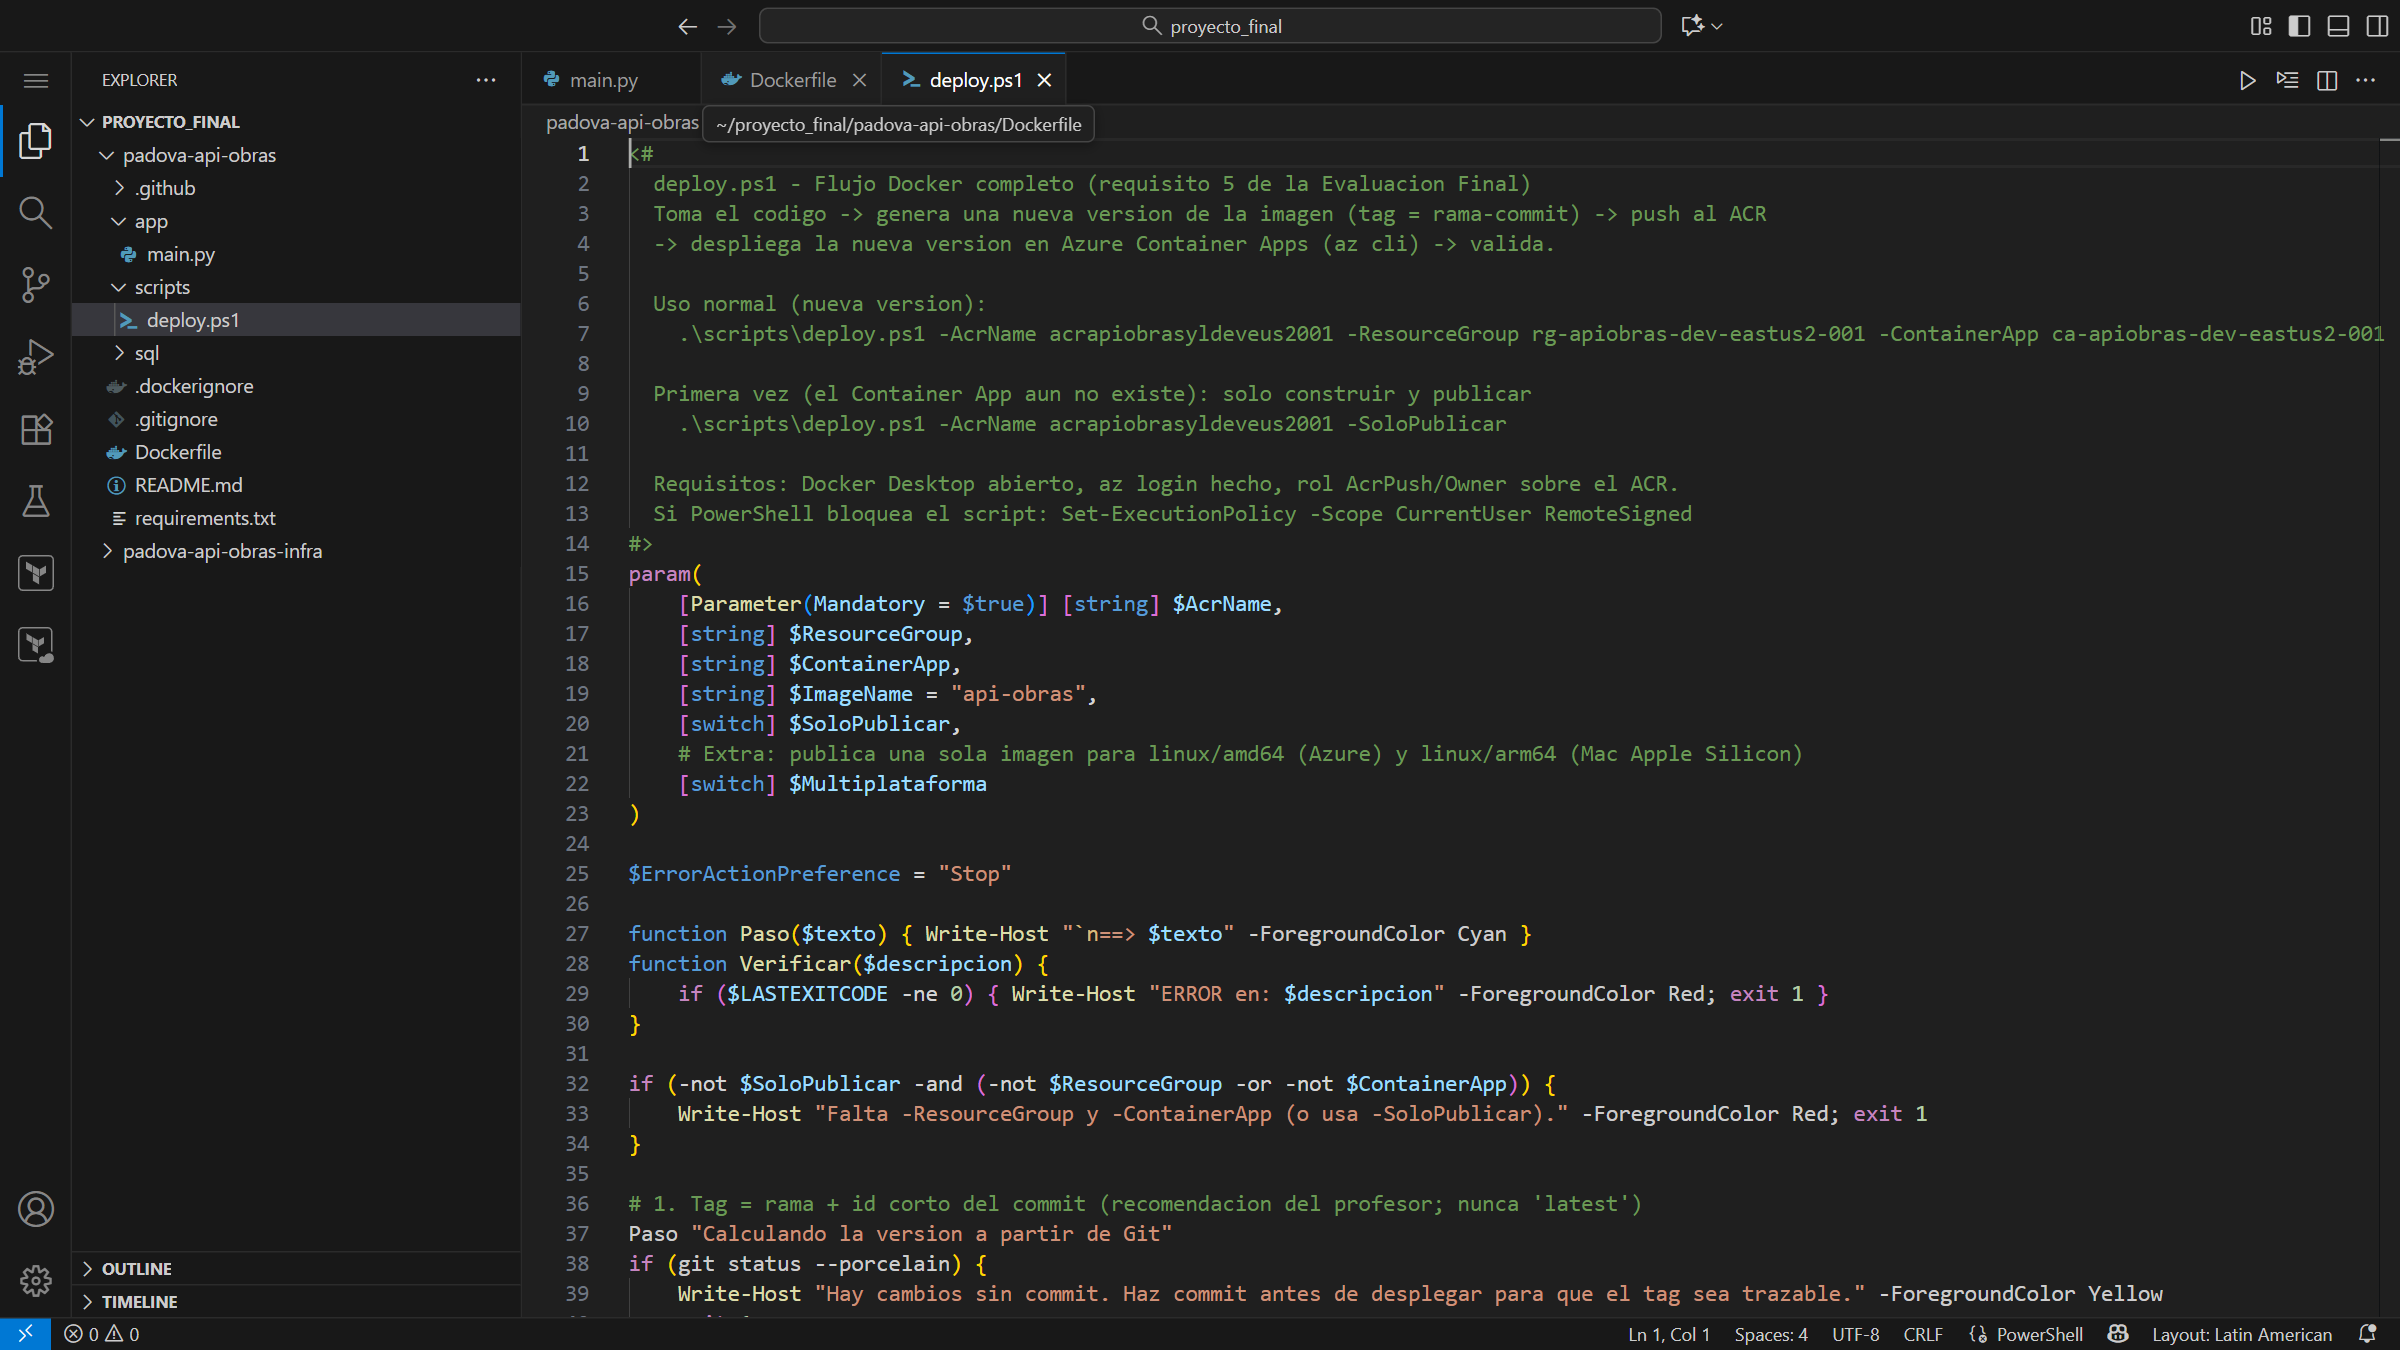 proyecto_final
EXPLORER
PROYECTO_FINAL
padova-api-obras
.github
app
main.py
scripts
deploy.ps1
sql
.dockerignore
.gitignore
Dockerfile
README.md
requirements.txt
padova-api-obras-infra
OUTLINE
TIMELINE
main.py
Dockerfile
deploy.ps1
padova-api-obras
~/proyecto_final/padova-api-obras/Dockerfile
1 <#
2 deploy.ps1 - Flujo Docker completo (requisito 5 de la Evaluacion Final)
3 Toma el codigo -> genera una nueva version de la imagen (tag = rama-commit) -> push al ACR
4 -> despliega la nueva version en Azure Container Apps (az cli) -> valida.
5
6 Uso normal (nueva version):
7 .\scripts\deploy.ps1 -AcrName acrapiobrasyldeveus2001 -ResourceGroup rg-apiobras-dev-eastus2-001 -ContainerApp ca-apiobras-dev-eastus2-001
8
9 Primera vez (el Container App aun no existe): solo construir y publicar
10 .\scripts\deploy.ps1 -AcrName acrapiobrasyldeveus2001 -SoloPublicar
11
12 Requisitos: Docker Desktop abierto, az login hecho, rol AcrPush/Owner sobre el ACR.
13 Si PowerShell bloquea el script: Set-ExecutionPolicy -Scope CurrentUser RemoteSigned
14 #>
15 param(
16 [Parameter(Mandatory = $true)] [string] $AcrName,
17 [string] $ResourceGroup,
18 [string] $ContainerApp,
19 [string] $ImageName = "api-obras",
20 [switch] $SoloPublicar,
21 # Extra: publica una sola imagen para linux/amd64 (Azure) y linux/arm64 (Mac Apple Silicon)
22 [switch] $Multiplataforma
23 )
24
25 $ErrorActionPreference = "Stop"
26
27 function Paso($texto) { Write-Host "`n==> $texto" -ForegroundColor Cyan }
28 function Verificar($descripcion) {
29 if ($LASTEXITCODE -ne 0) { Write-Host "ERROR en: $descripcion" -ForegroundColor Red; exit 1 }
30 }
31
32 if (-not $SoloPublicar -and (-not $ResourceGroup -or -not $ContainerApp)) {
33 Write-Host "Falta -ResourceGroup y -ContainerApp (o usa -SoloPublicar)." -ForegroundColor Red; exit 1
34 }
35
36 # 1. Tag = rama + id corto del commit (recomendacion del profesor; nunca 'latest')
37 Paso "Calculando la version a partir de Git"
38 if (git status --porcelain) {
39 Write-Host "Hay cambios sin commit. Haz commit antes de desplegar para que el tag sea trazable." -ForegroundColor Yellow
0 0
Ln 1, Col 1
Spaces: 4
UTF-8
CRLF
PowerShell
Layout: Latin American